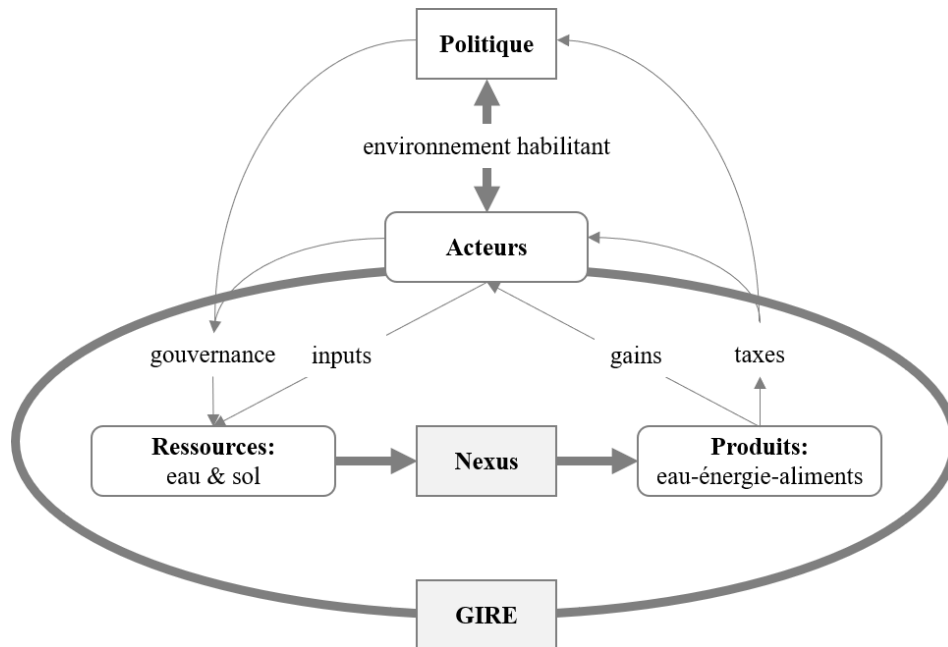 Politique
environnement habilitant
Acteurs
gouvernance
inputs
gains
taxes
Ressources:
eau & sol
Nexus
Produits:
eau-énergie-aliments
GIRE